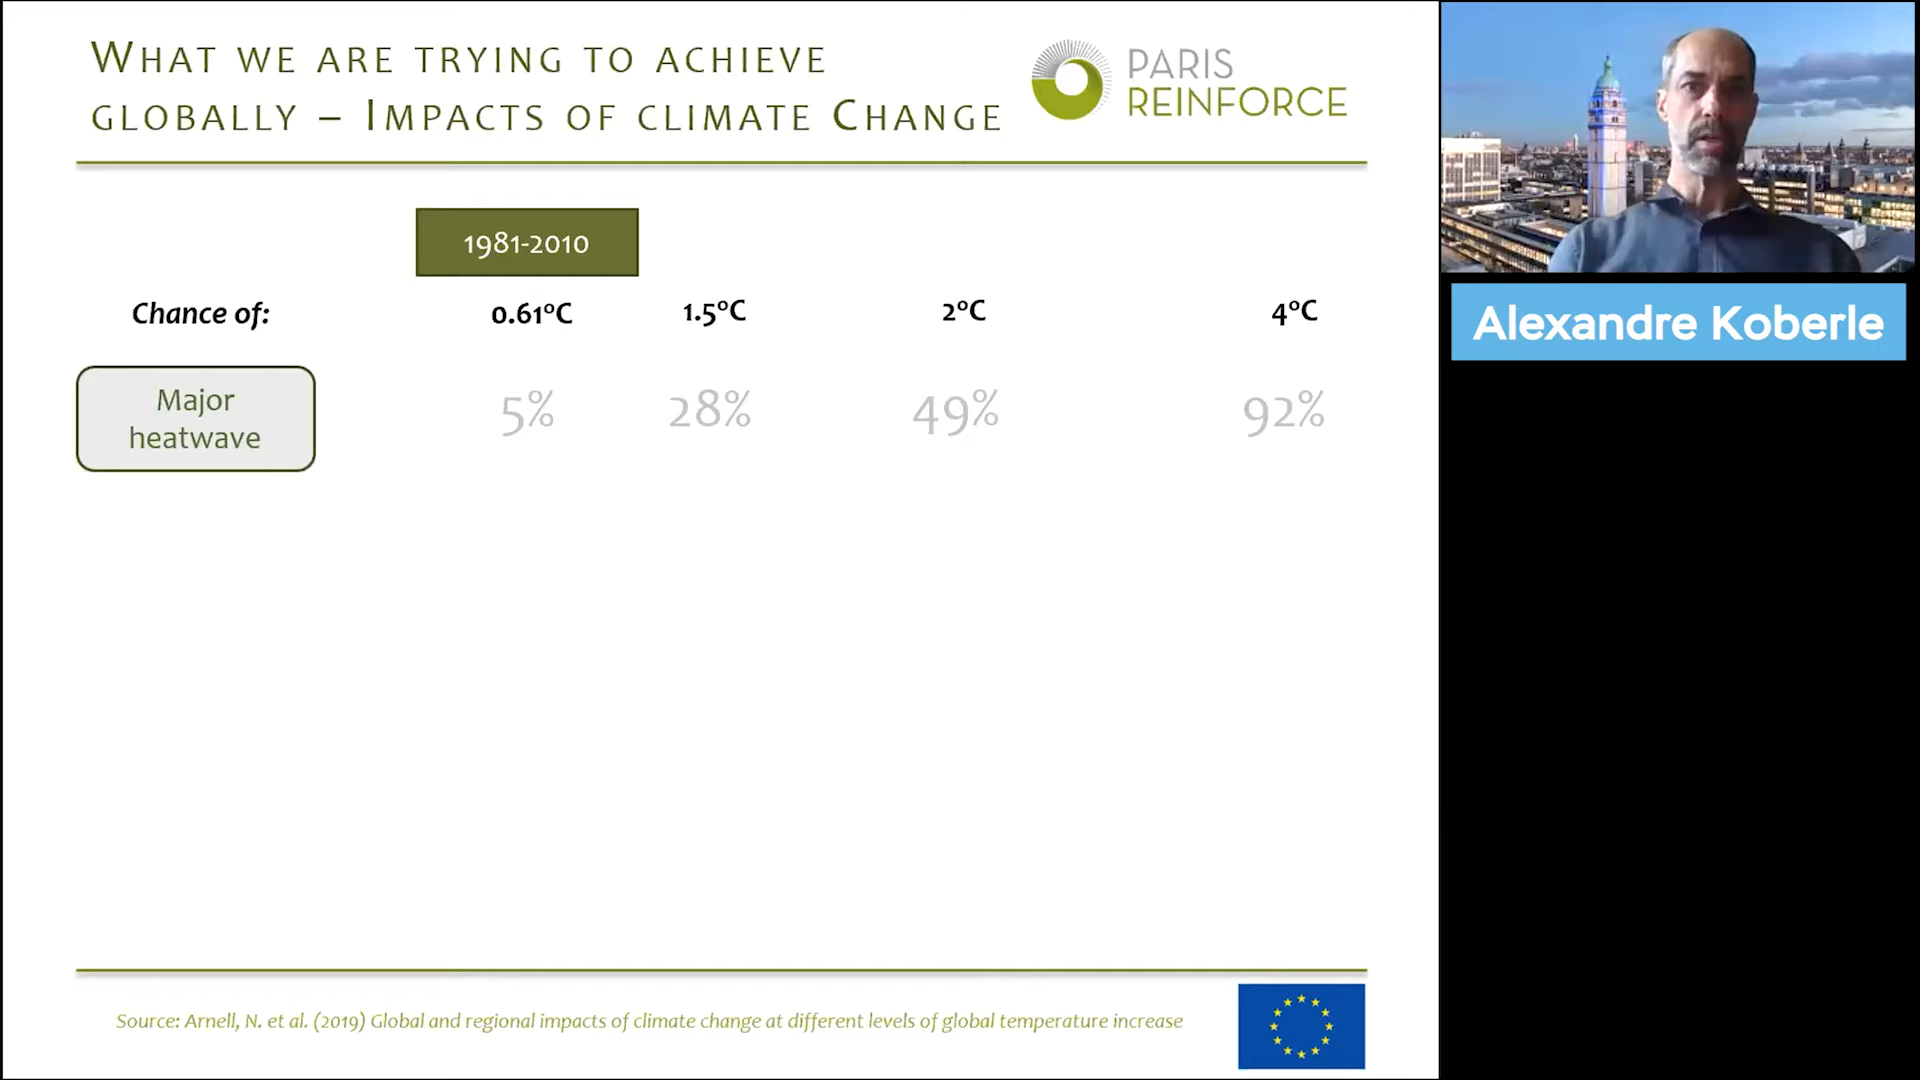 WHAT WE ARE TRYING TO ACHIEVE
GLOBALLY – IMPACTS OF CLIMATE CHANGE
PARIS
REINFORCE
1981-2010
Chance of:
0.61°C
1.5°C
2°C
4°C
Major
heatwave
5%
28%
49%
92%
Source: Arnell, N. et al. (2019) Global and regional impacts of climate change at different levels of global temperature increase
Alexandre Koberle